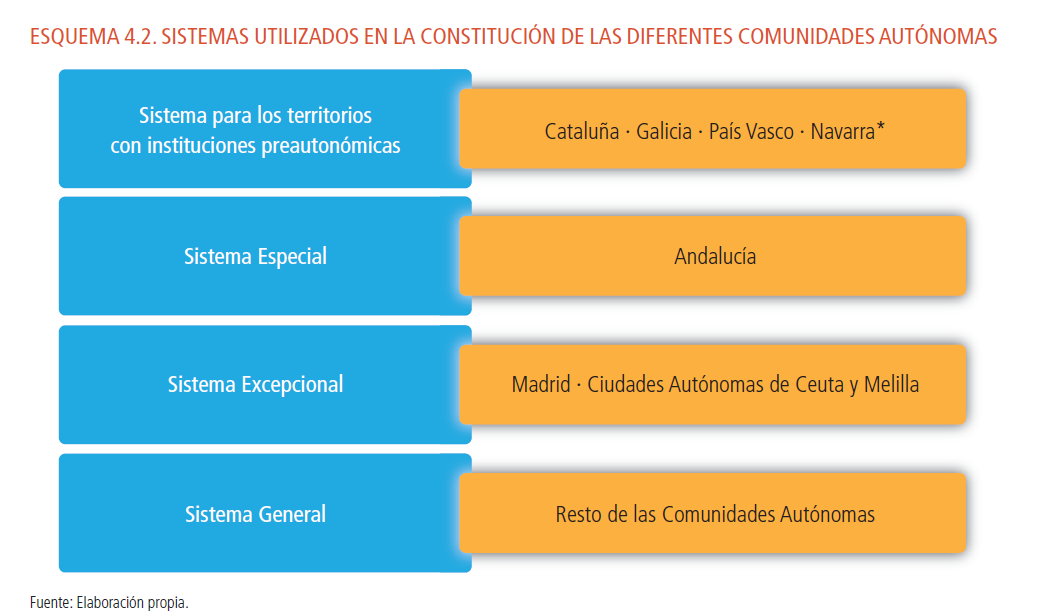 ESQUEMA 4.2. SISTEMAS UTILIZADOS EN LA CONSTITUCIÓN DE LAS DIFERENTES COMUNIDADES AUTÓNOMAS
Sistema para los territorios
con instituciones preautonómicas
Cataluña · Galicia · País Vasco · Navarra*
Sistema Especial
Andalucía
Sistema Excepcional
Madrid · Ciudades Autónomas de Ceuta y Melilla
Sistema General
Resto de las Comunidades Autónomas
Fuente: Elaboración propia.